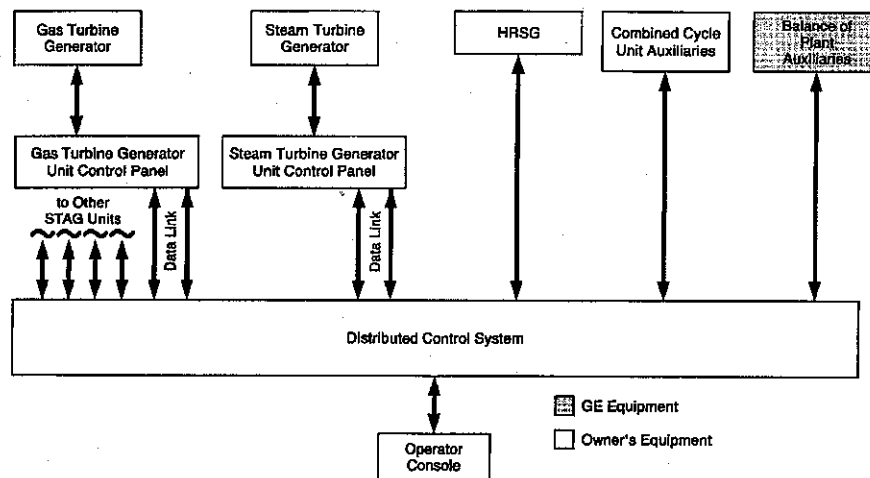 Gas Turbine
Generator
Steam Turbine
Generator
HRSG
Combined Cycle
Unit Auxiliaries
Balance of
Plant
Auxiliaries
Gas Turbine Generator
Unit Control Panel
Steam Turbine Generator
Unit Control Panel
to Other
STAG Units
Data Link
Data Link
Distributed Control System
GE Equipment
Owner's Equipment
Operator
Console